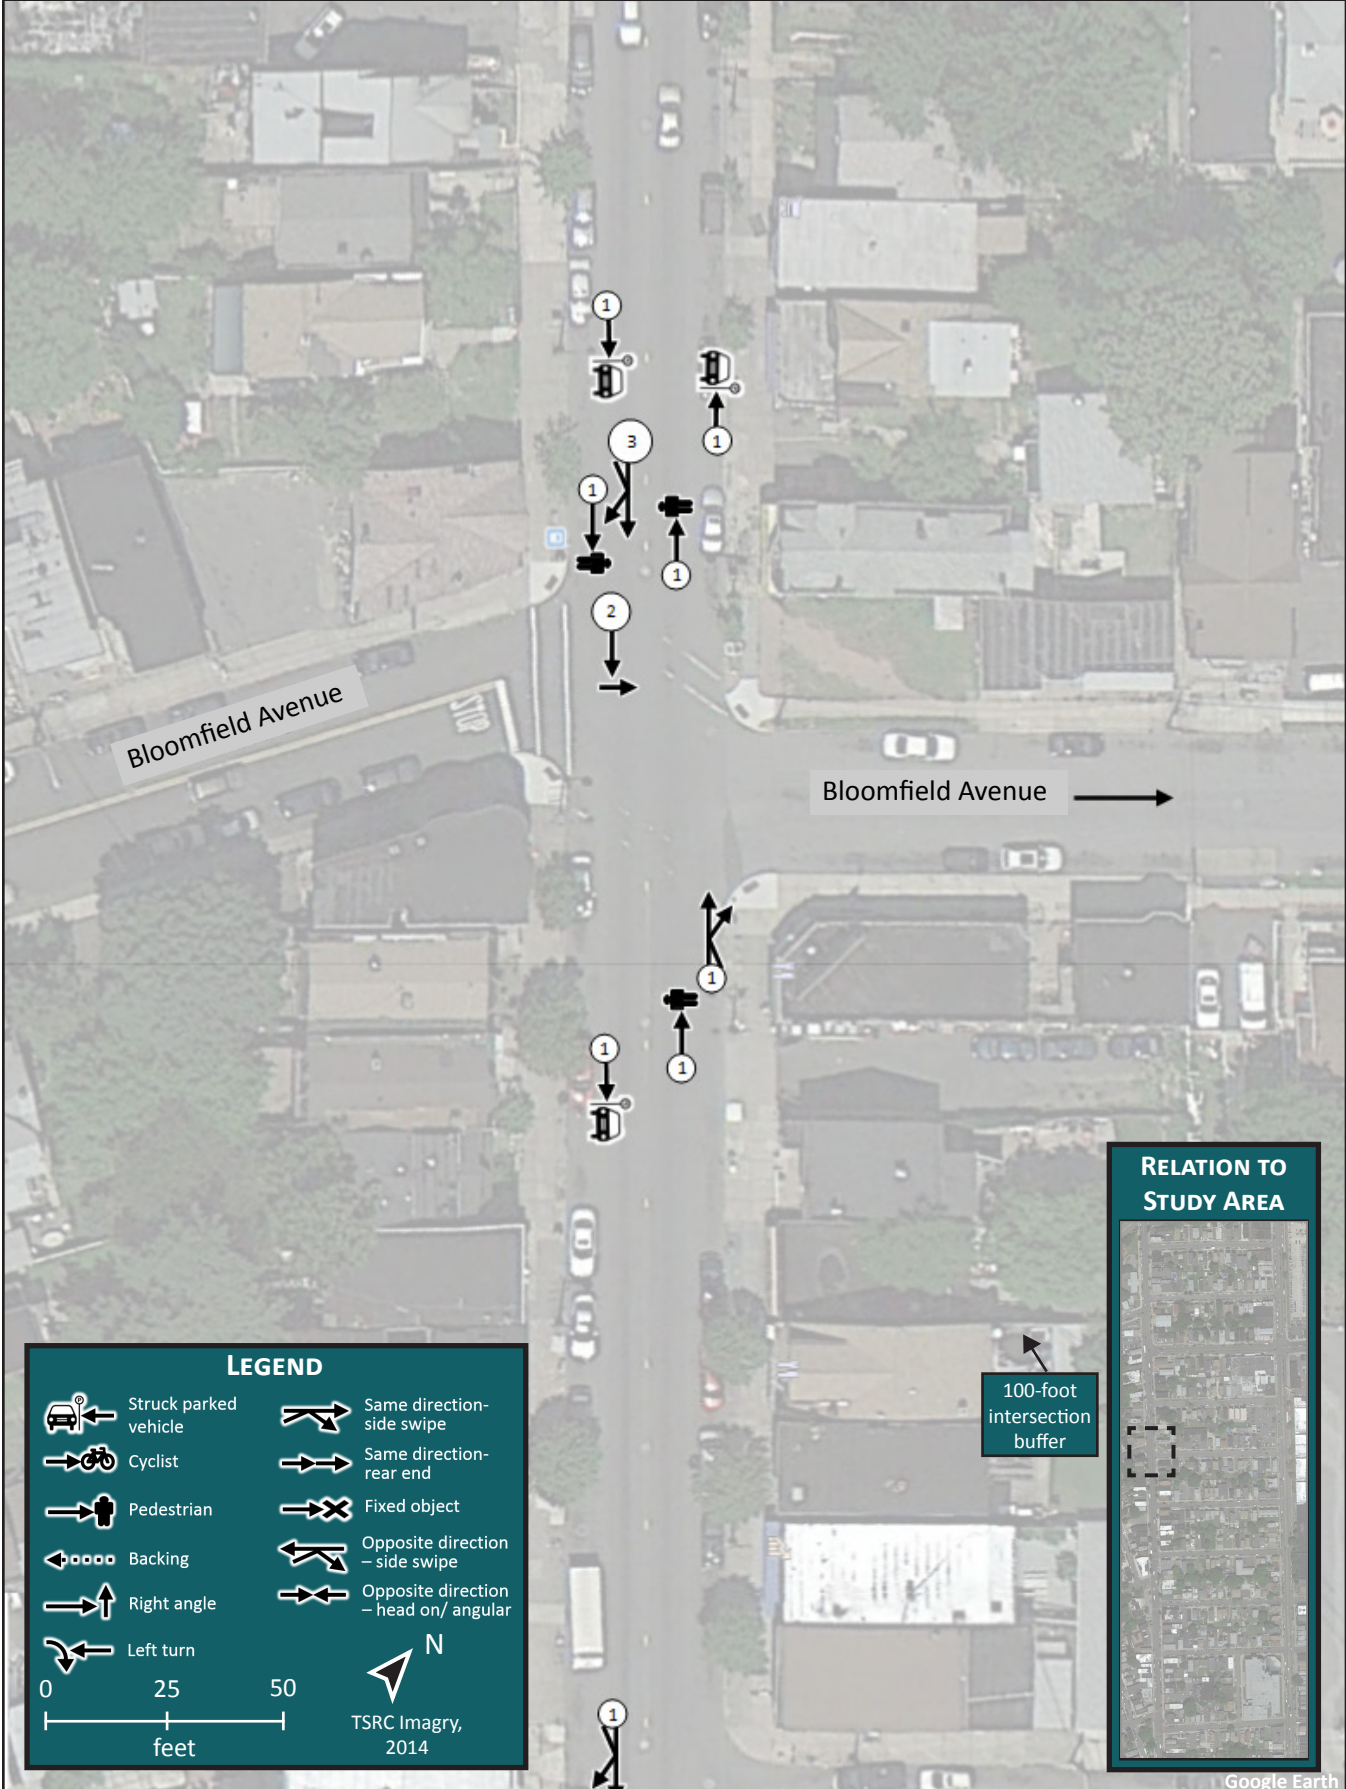 1
1
3
1
1
2
STOP
Bloomfield Avenue
Bloomfield Avenue
1
1
1
RELATION TO
STUDY AREA
100-foot
intersection
buffer
LEGEND
Struck parked
vehicle
Cyclist
Pedestrian
Backing
Right angle
Left turn
Same direction-
side swipe
Same direction-
rear end
Fixed object
Opposite direction
– side swipe
Opposite direction
– head on/ angular
N
0 25 50
feet
TSRC Imagry,
2014
1
Google Earth